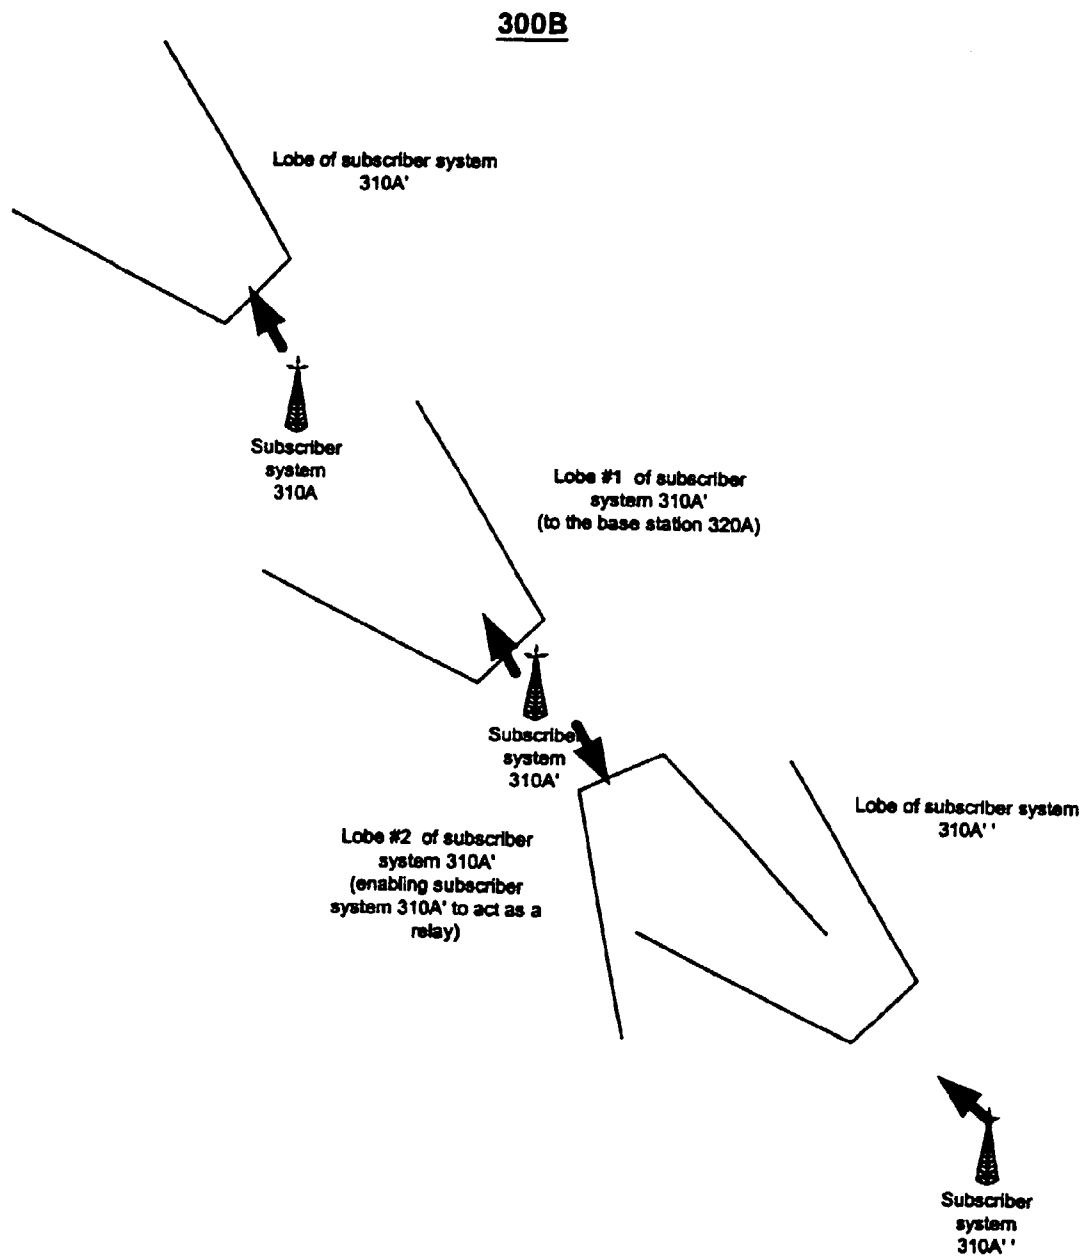 300B
Lobe of subscriber system
310A'
Subscriber
system
310A
Lobe #1 of subscriber
system 310A'
(to the base station 320A)
Subscriber
system
310A'
Lobe #2 of subscriber
system 310A'
(enabling subscriber
system 310A' to act as a
relay)
Lobe of subscriber system
310A''
Subscriber
system
310A''